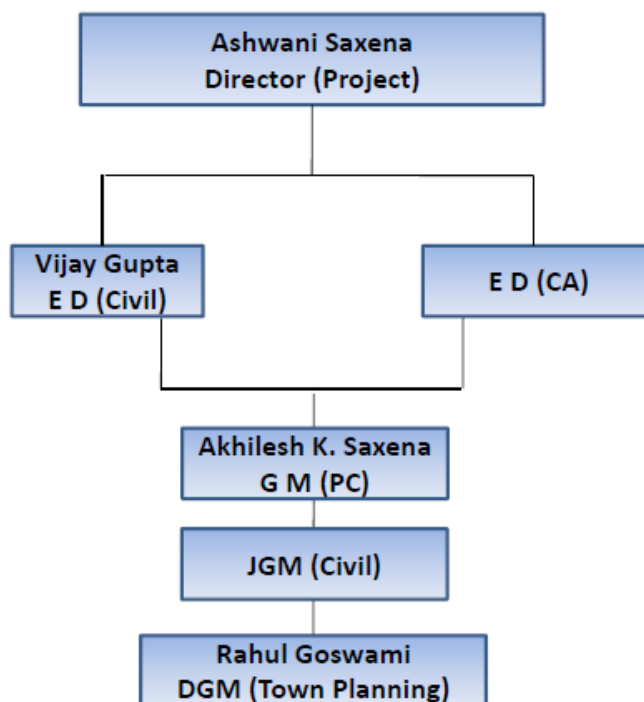 Ashwani Saxena
Director (Project)
Vijay Gupta
E D (Civil)
E D (CA)
Akhilesh K. Saxena
G M (PC)
JGM (Civil)
Rahul Goswami
DGM (Town Planning)